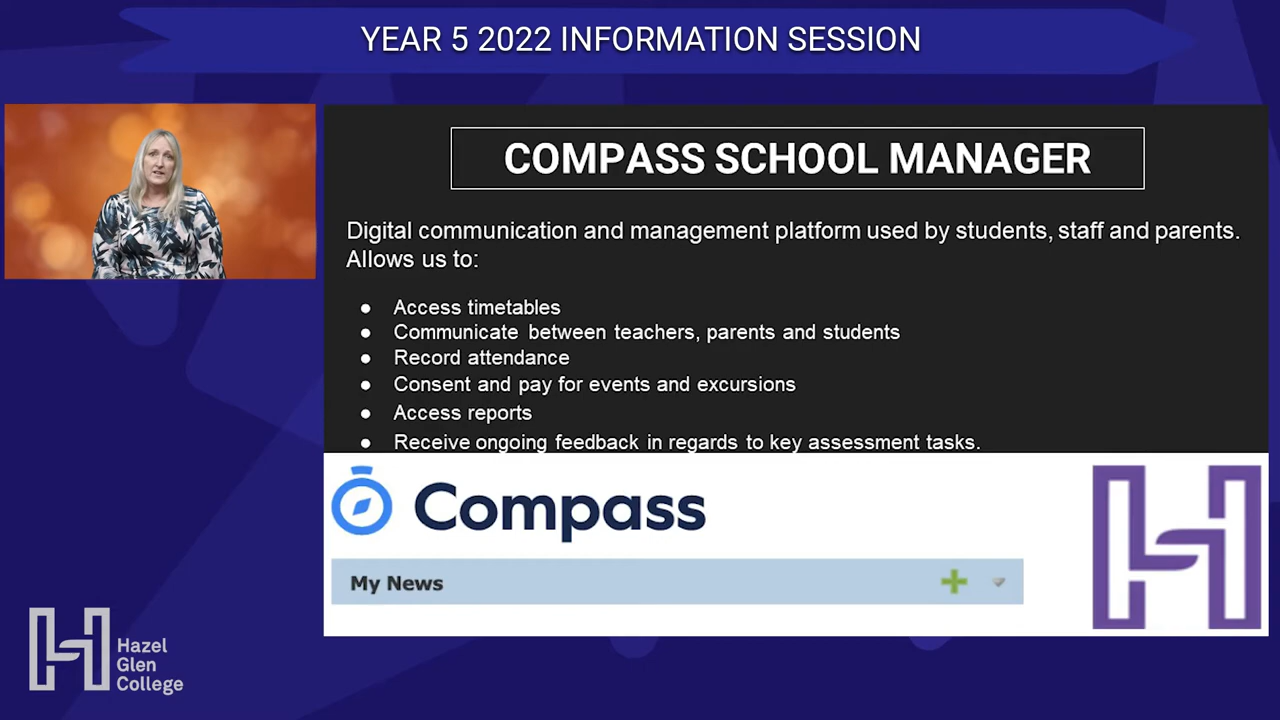 YEAR 5 2022 INFORMATION SESSION
COMPASS SCHOOL MANAGER
Digital communication and management platform used by students, staff and parents.
Allows us to:
● Access timetables
● Communicate between teachers, parents and students
● Record attendance
● Consent and pay for events and excursions
● Access reports
● Receive ongoing feedback in regards to key assessment tasks.
Compass
My News
Hazel
Glen
College